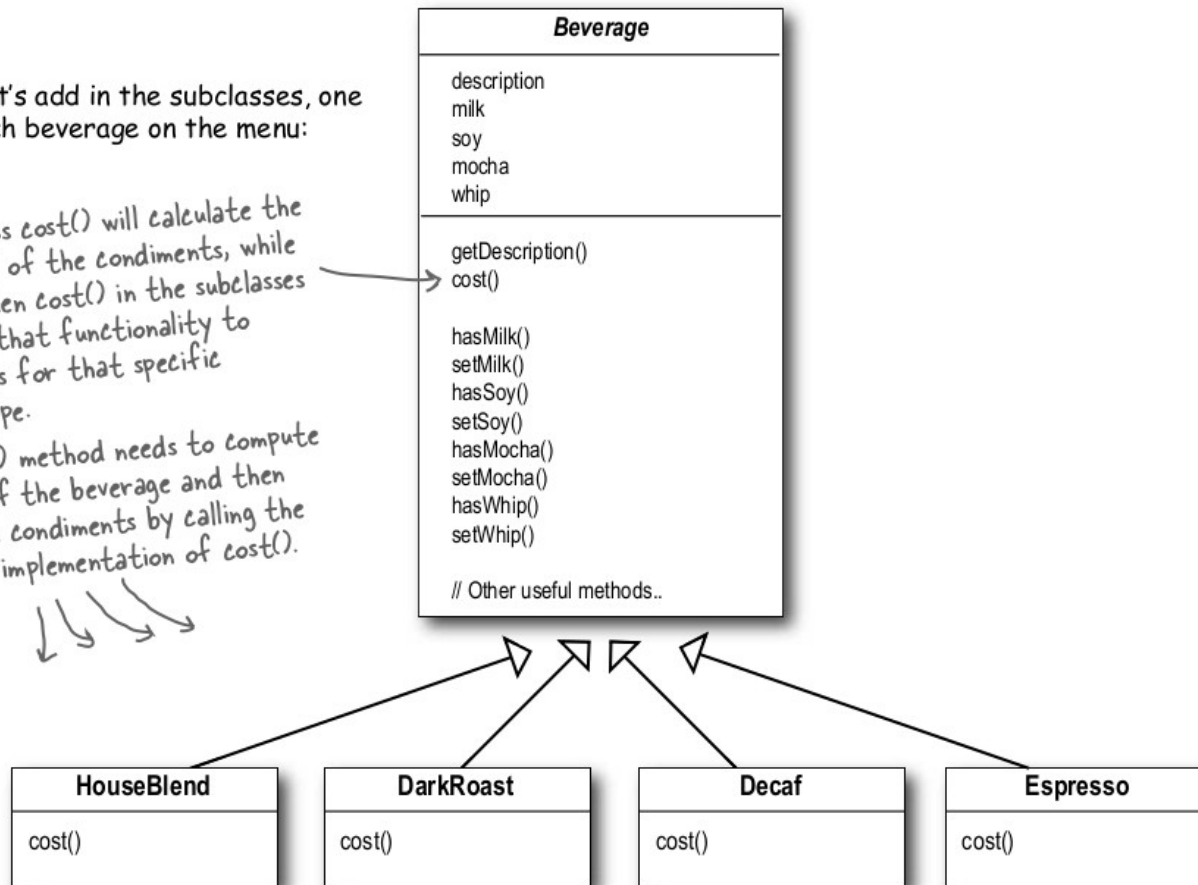 t's add in the subclasses, one
h beverage on the menu:
s cost() will calculate the
of the condiments, while
en cost() in the subclasses
that functionality to
s for that specific
pe.
) method needs to compute
f the beverage and then
condiments by calling the
implementation of cost().
Beverage
description
milk
soy
mocha
whip
getDescription()
cost()
hasMilk()
setMilk()
hasSoy()
setSoy()
hasMocha()
setMocha()
hasWhip()
setWhip()
// Other useful methods..
HouseBlend
cost()
DarkRoast
cost()
Decaf
cost()
Espresso
cost()